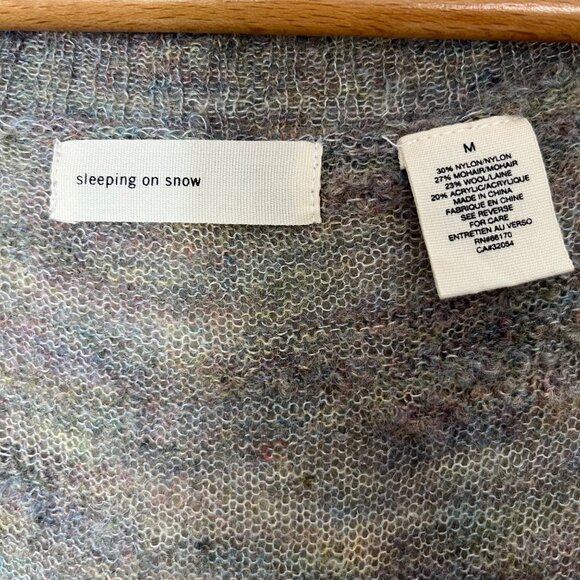 sleeping on snow
M
30% NYLON/NYLON
27% MOHAIR/MOHAIR
23% WOOL/LAINE
20% ACRYLIC/ACRYLIQUE
MADE IN CHINA
FABRIQUE EN CHINE
SEE REVERSE
FOR CARE
ENTRETIEN AU VERSO
RN#66170
CA#32054